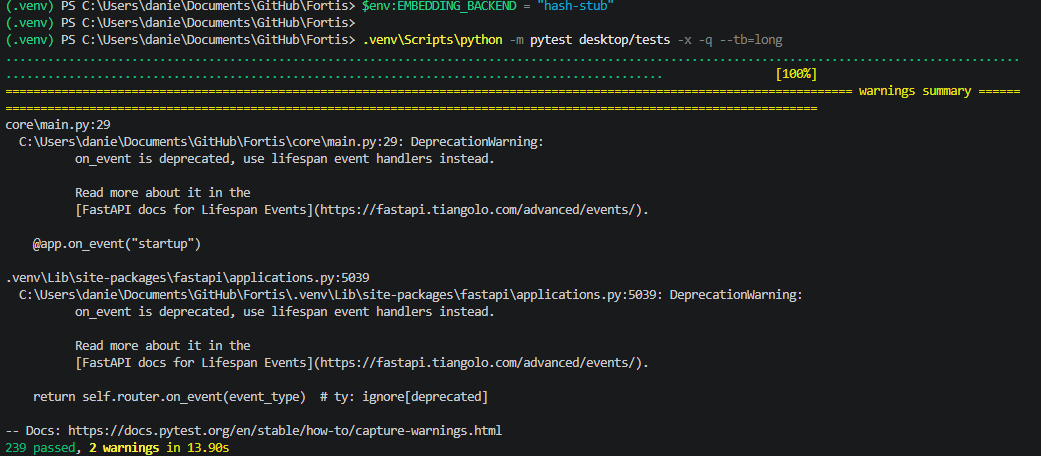 (.venv) PS C:\Users\danie\Documents\GitHub\Fortis> $env:EMBEDDING_BACKEND = "hash-stub"
(.venv) PS C:\Users\danie\Documents\GitHub\Fortis>
(.venv) PS C:\Users\danie\Documents\GitHub\Fortis> .venv\Scripts\python -m pytest desktop/tests -x -q --tb=long
...................................................................................................................................................
............................................................................................ [100%]
========================================================================================================================== warnings summary ======
=====================================================================================================================
core\main.py:29
  C:\Users\danie\Documents\GitHub\Fortis\core\main.py:29: DeprecationWarning:
          on_event is deprecated, use lifespan event handlers instead.

          Read more about it in the
          [FastAPI docs for Lifespan Events](https://fastapi.tiangolo.com/advanced/events/).

    @app.on_event("startup")

.venv\Lib\site-packages\fastapi\applications.py:5039
  C:\Users\danie\Documents\GitHub\Fortis\.venv\Lib\site-packages\fastapi\applications.py:5039: DeprecationWarning:
          on_event is deprecated, use lifespan event handlers instead.

          Read more about it in the
          [FastAPI docs for Lifespan Events](https://fastapi.tiangolo.com/advanced/events/).

    return self.router.on_event(event_type)  # ty: ignore[deprecated]

-- Docs: https://docs.pytest.org/en/stable/how-to/capture-warnings.html
239 passed, 2 warnings in 13.90s